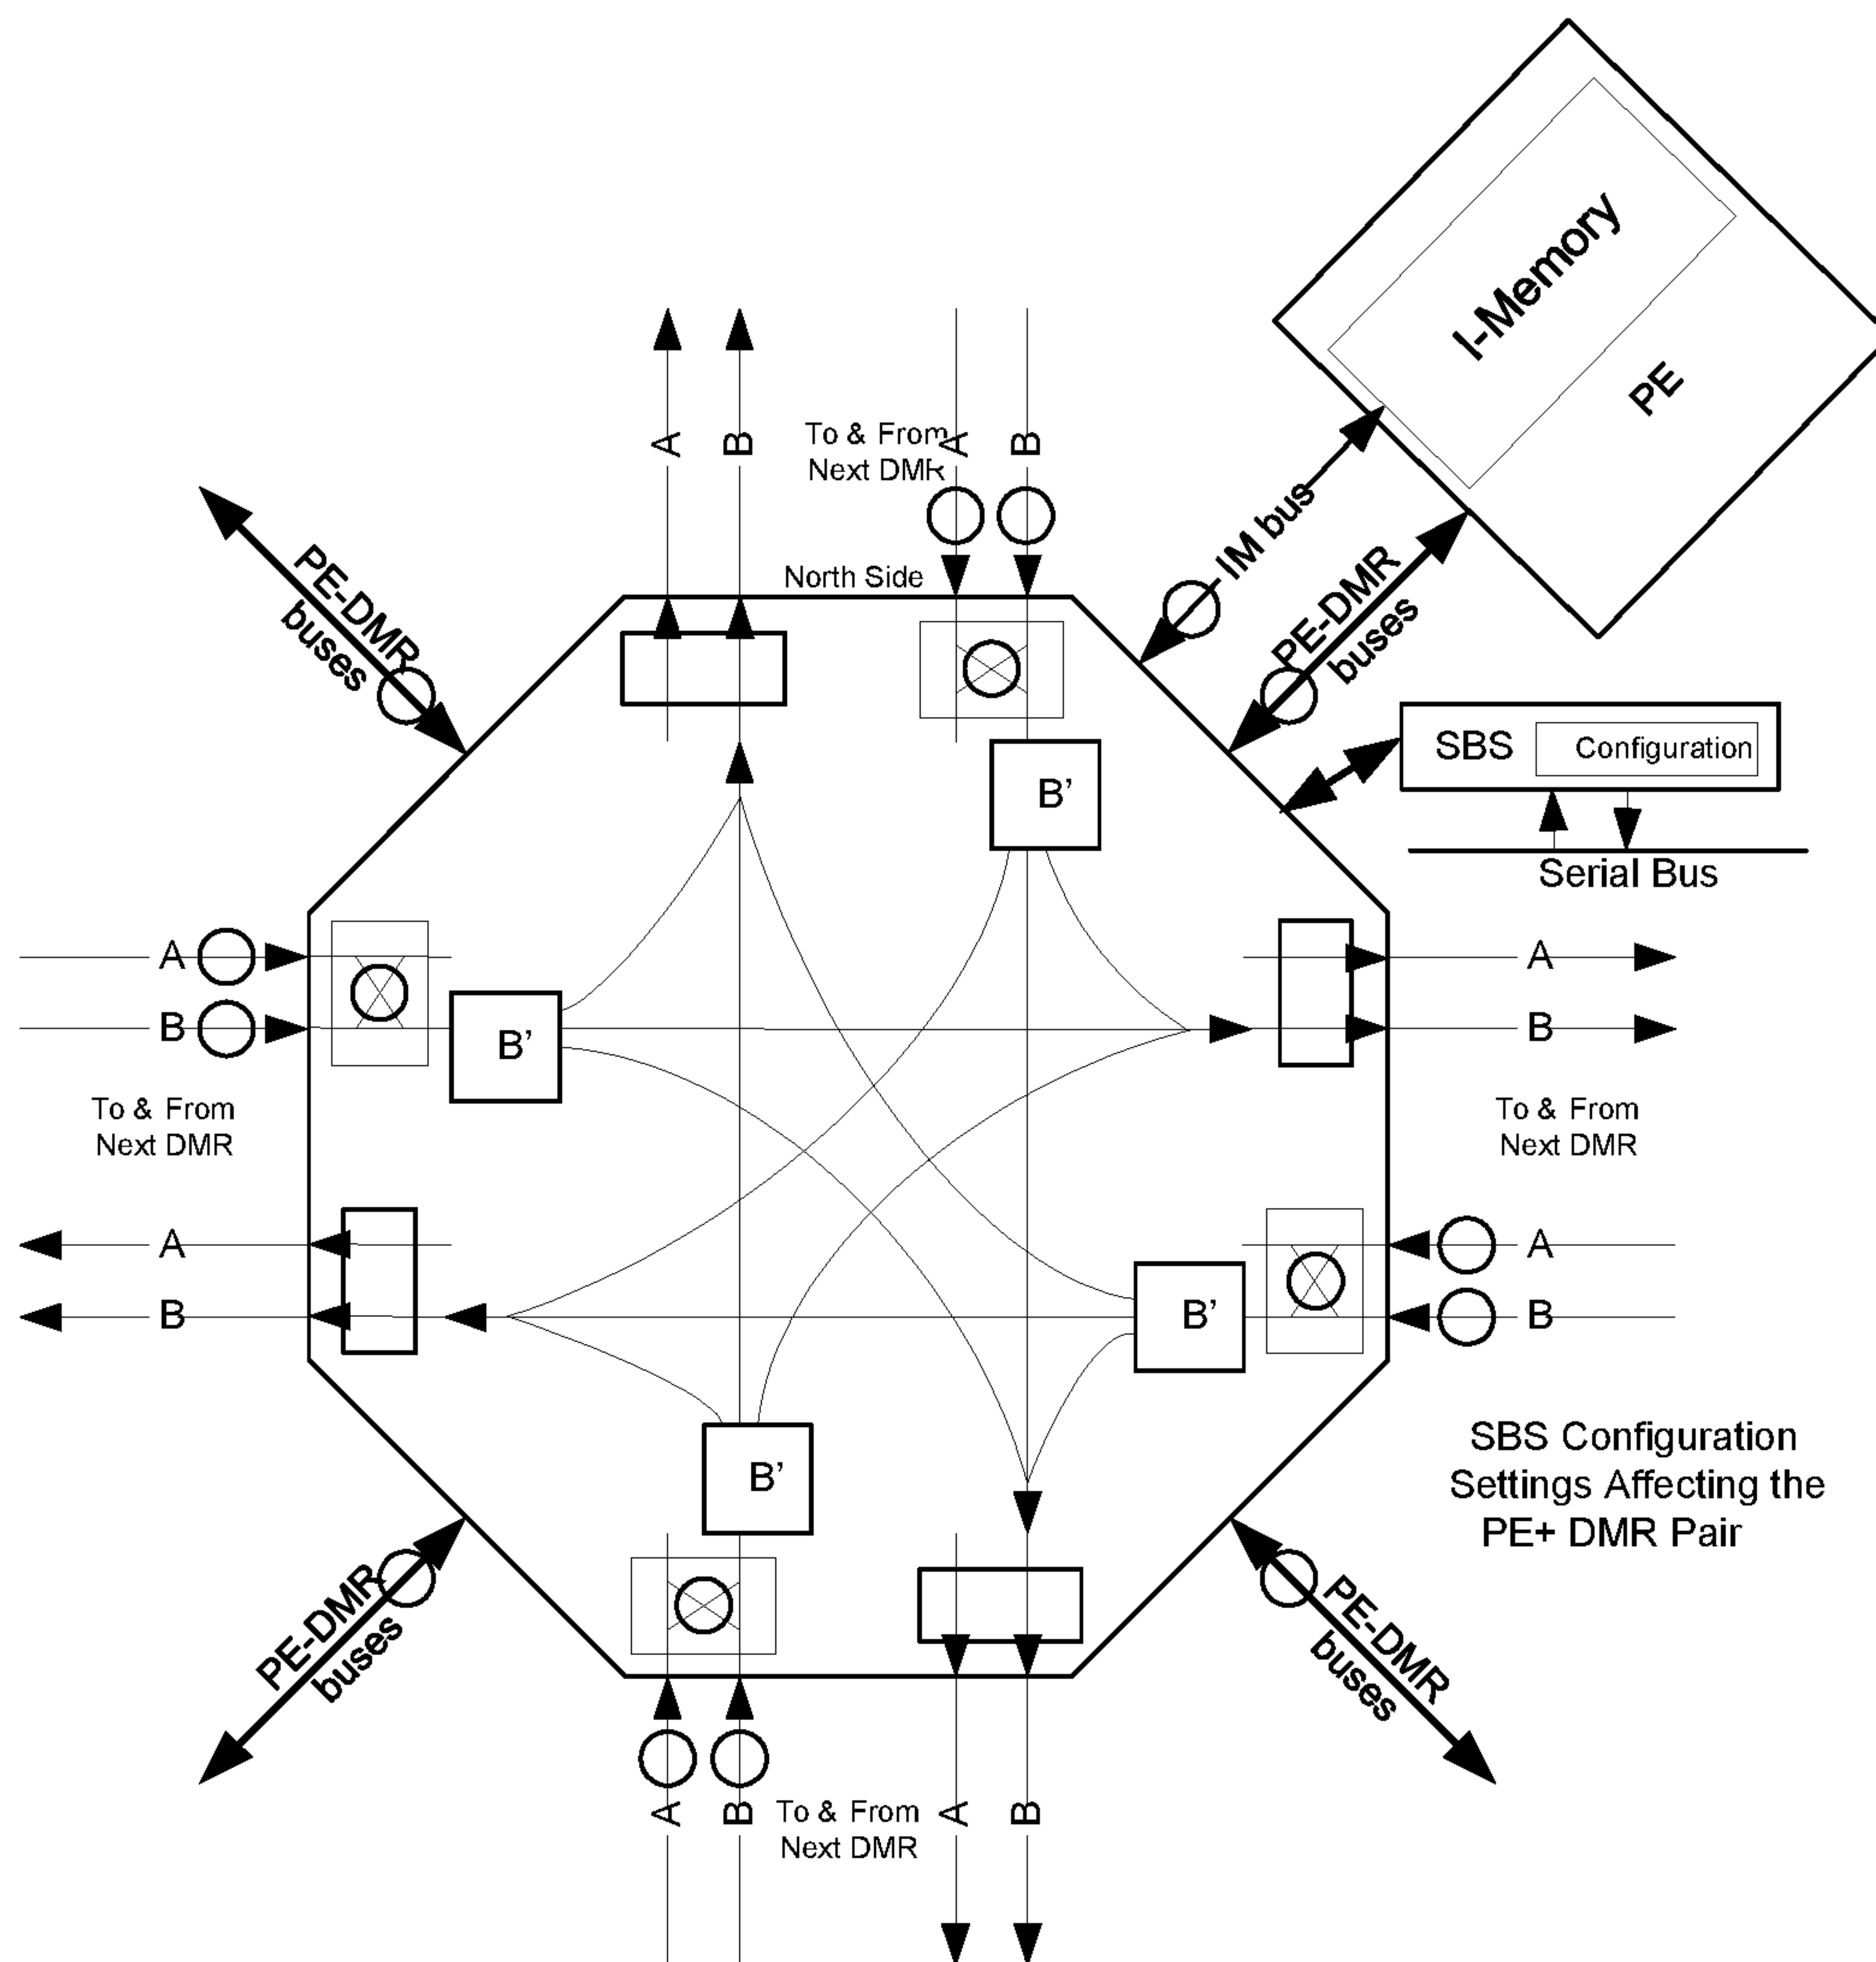 I-Memory
PE
A
B
To & From
Next DMR
A
B
IM bus
North Side
PE-DMR
buses
PE-DMR
buses
SBS
Configuration
Serial Bus
B'
A
B
B'
A
B
To & From
Next DMR
To & From
Next DMR
A
B
B'
A
B
B'
SBS Configuration
Settings Affecting the
PE+ DMR Pair
PE-DMR
buses
PE-DMR
buses
A
B
To & From
Next DMR
A
B